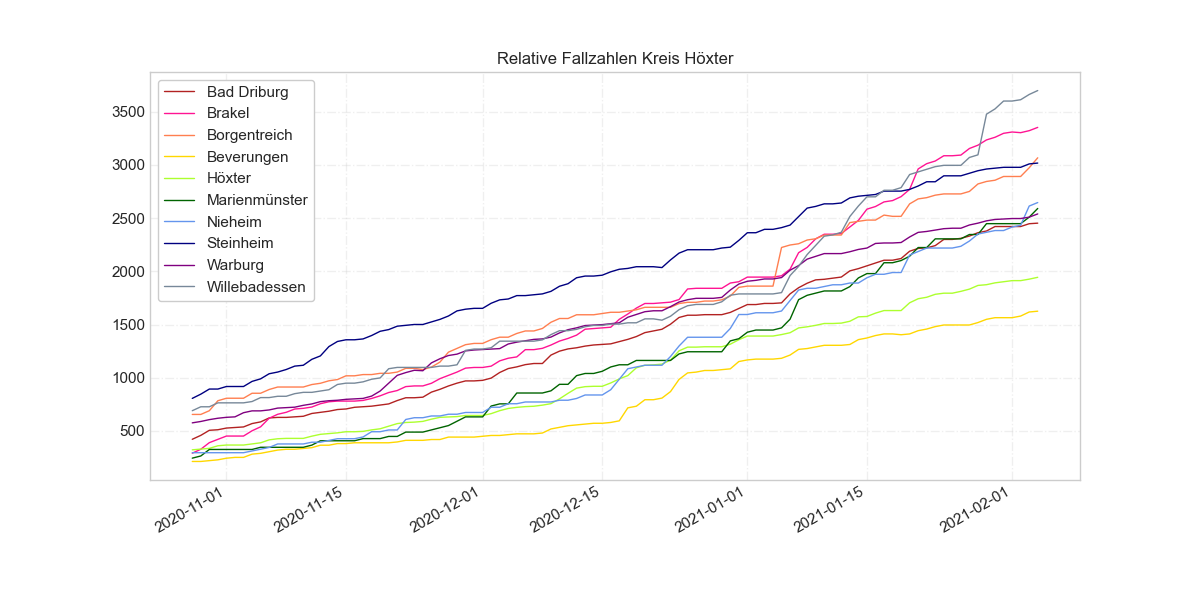 Relative Fallzahlen Kreis Höxter
Bad Driburg
Brakel
Borgentreich
Beverungen
Höxter
Marienmünster
Nieheim
Steinheim
Warburg
Willebadessen
3500
3000
2500
2000
1500
1000
500
2020-11-01
2020-11-15
2020-12-01
2020-12-15
2021-01-01
2021-01-15
2021-02-01